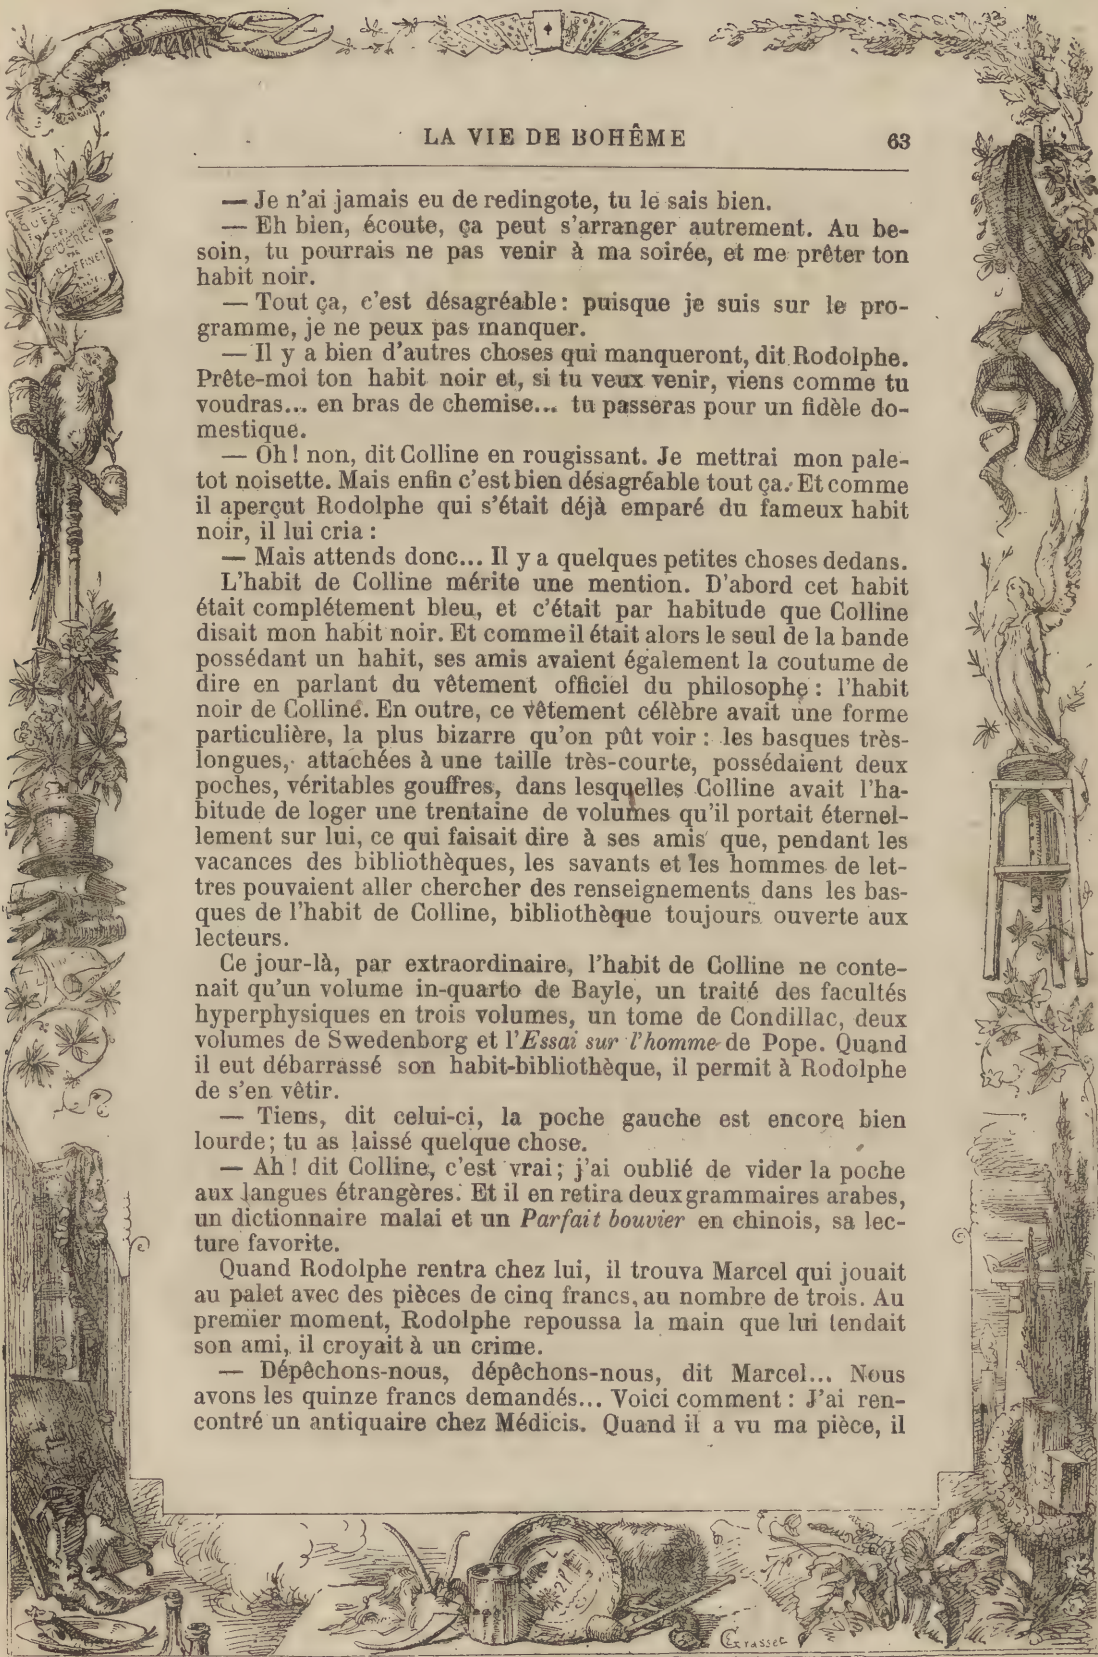 LA VIE DE BOHÊME 63
— Je n'ai jamais eu de redingote, tu le sais bien.
— Eh bien, écoute, ça peut s'arranger autrement. Au be-
soin, tu pourrais ne pas venir à ma soirée, et me prêter ton
habit noir.
— Tout ça, c'est désagréable: puisque je suis sur le pro-
gramme, je ne peux pas manquer.
— Il y a bien d'autres choses qui manqueront, dit Rodolphe.
Prête-moi ton habit noir et, si tu veux venir, viens comme tu
voudras... en bras de chemise... tu passeras pour un fidèle do-
mestique.
— Oh! non, dit Colline en rougissant. Je mettrai mon pale-
tot noisette. Mais enfin c'est bien désagréable tout ça. Et comme
il aperçut Rodolphe qui s'était déjà emparé du fameux habit
noir, il lui cria :
— Mais attends donc... Il y a quelques petites choses dedans.
L'habit de Colline mérite une mention. D'abord cet habit
était complétement bleu, et c'était par habitude que Colline
disait mon habit noir. Et comme il était alors le seul de la bande
possédant un hahit, ses amis avaient également la coutume de
dire en parlant du vêtement officiel du philosophe : l'habit
noir de Colline. En outre, ce vêtement célèbre avait une forme
particulière, la plus bizarre qu'on pût voir : les basques très-
longues, attachées à une taille très-courte, possédaient deux
poches, véritables gouffres, dans lesquelles Colline avait l'ha-
bitude de loger une trentaine de volumes qu'il portait éternel-
lement sur lui, ce qui faisait dire à ses amis que, pendant les
vacances des bibliothèques, les savants et les hommes de let-
tres pouvaient aller chercher des renseignements dans les bas-
ques de l'habit de Colline, bibliothèque toujours ouverte aux
lecteurs.
Ce jour-là, par extraordinaire, l'habit de Colline ne conte-
nait qu'un volume in-quarto de Bayle, un traité des facultés
hyperphysiques en trois volumes, un tome de Condillac, deux
volumes de Swedenborg et l'Essai sur l'homme de Pope. Quand
il eut débarrassé son habit-bibliothèque, il permit à Rodolphe
de s'en vêtir.
— Tiens, dit celui-ci, la poche gauche est encore bien
lourde; tu as laissé quelque chose.
— Ah ! dit Colline, c'est vrai; j'ai oublié de vider la poche
aux langues étrangères. Et il en retira deux grammaires arabes,
un dictionnaire malai et un Parfait bouvier en chinois, sa lec-
ture favorite.
Quand Rodolphe rentra chez lui, il trouva Marcel qui jouait
au palet avec des pièces de cinq francs, au nombre de trois. Au
premier moment, Rodolphe repoussa la main que lui tendait
son ami, il croyait à un crime.
— Dépêchons-nous, dépêchons-nous, dit Marcel... Nous
avons les quinze francs demandés... Voici comment : J'ai ren-
contré un antiquaire chez Médicis. Quand il a vu ma pièce, il
Grasset